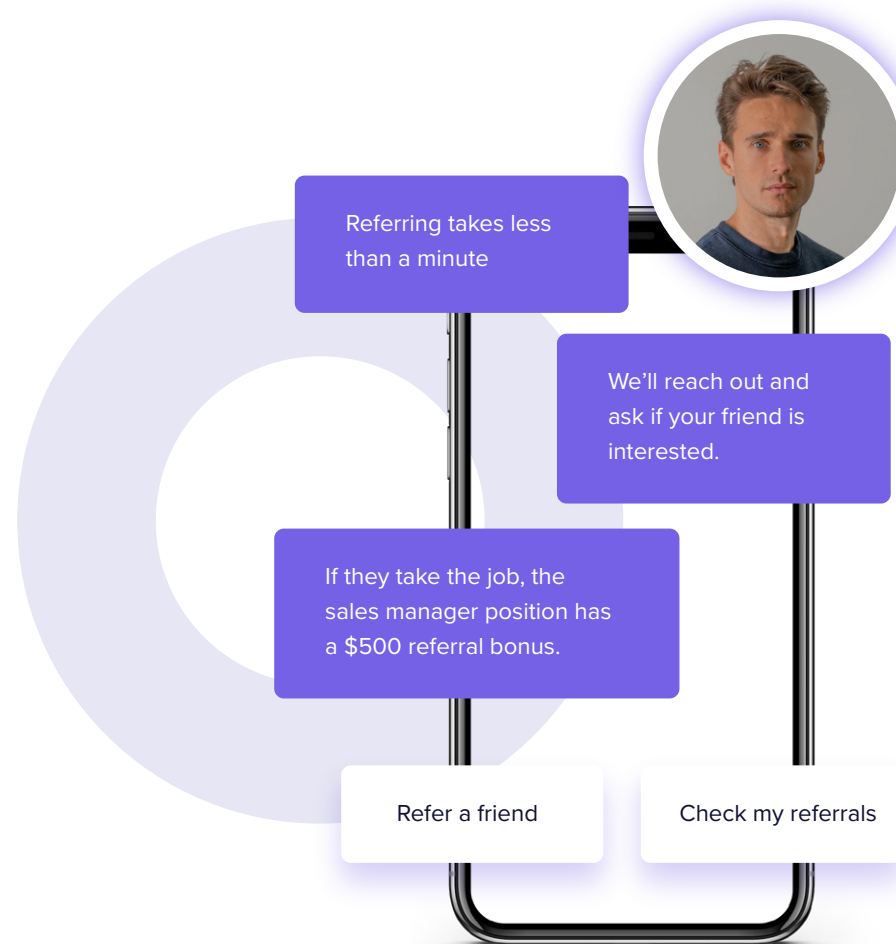 Referring takes less
than a minute
We’ll reach out and
ask if your friend is
interested.
If they take the job, the
sales manager position has
a $500 referral bonus.
Refer a friend
Check my referrals